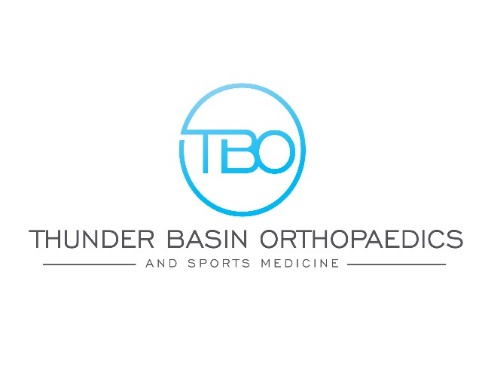 TBO
THUNDER BASIN ORTHOPAEDICS
AND SPORTS MEDICINE